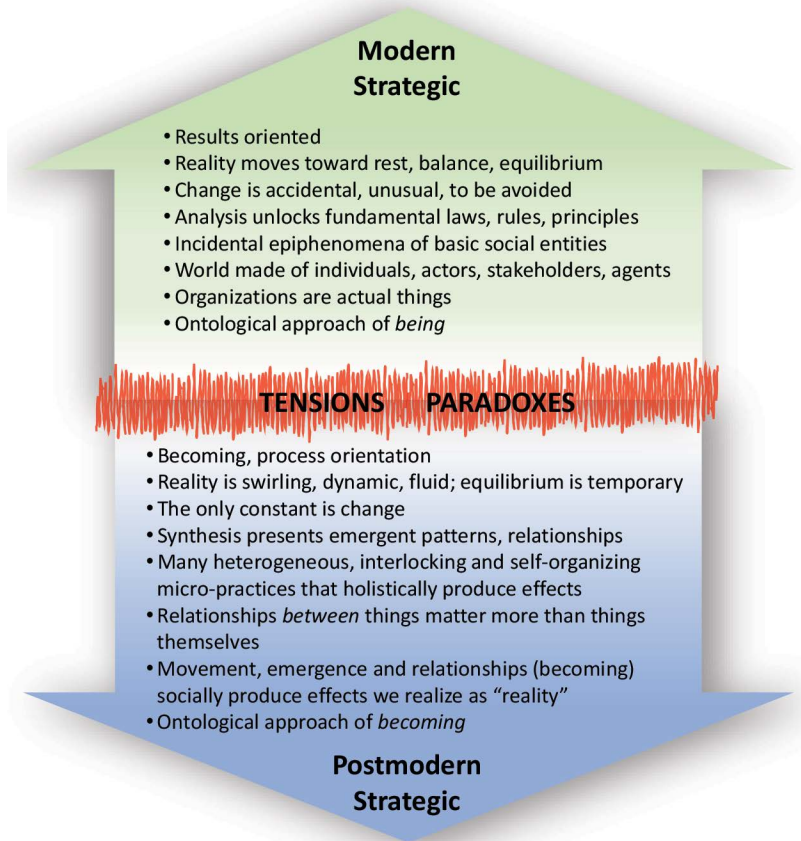 Modern
Strategic
• Results oriented
• Reality moves toward rest, balance, equilibrium
• Change is accidental, unusual, to be avoided
• Analysis unlocks fundamental laws, rules, principles
• Incidental epiphenomena of basic social entities
• World made of individuals, actors, stakeholders, agents
• Organizations are actual things
• Ontological approach of being
TENSIONS PARADOXES
• Becoming, process orientation
• Reality is swirling, dynamic, fluid; equilibrium is temporary
• The only constant is change
• Synthesis presents emergent patterns, relationships
• Many heterogeneous, interlocking and self-organizing
micro-practices that holistically produce effects
• Relationships between things matter more than things
themselves
• Movement, emergence and relationships (becoming)
socially produce effects we realize as “reality”
• Ontological approach of becoming
Postmodern
Strategic